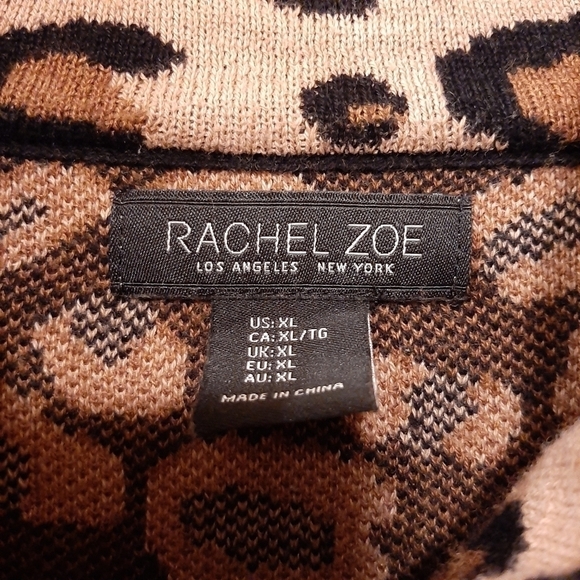 RACHEL ZOE
LOS ANGELES NEW YORK
US: XL
CA: XL/TG
UK: XL
EU: XL
AU: XL
MADE IN CHINA